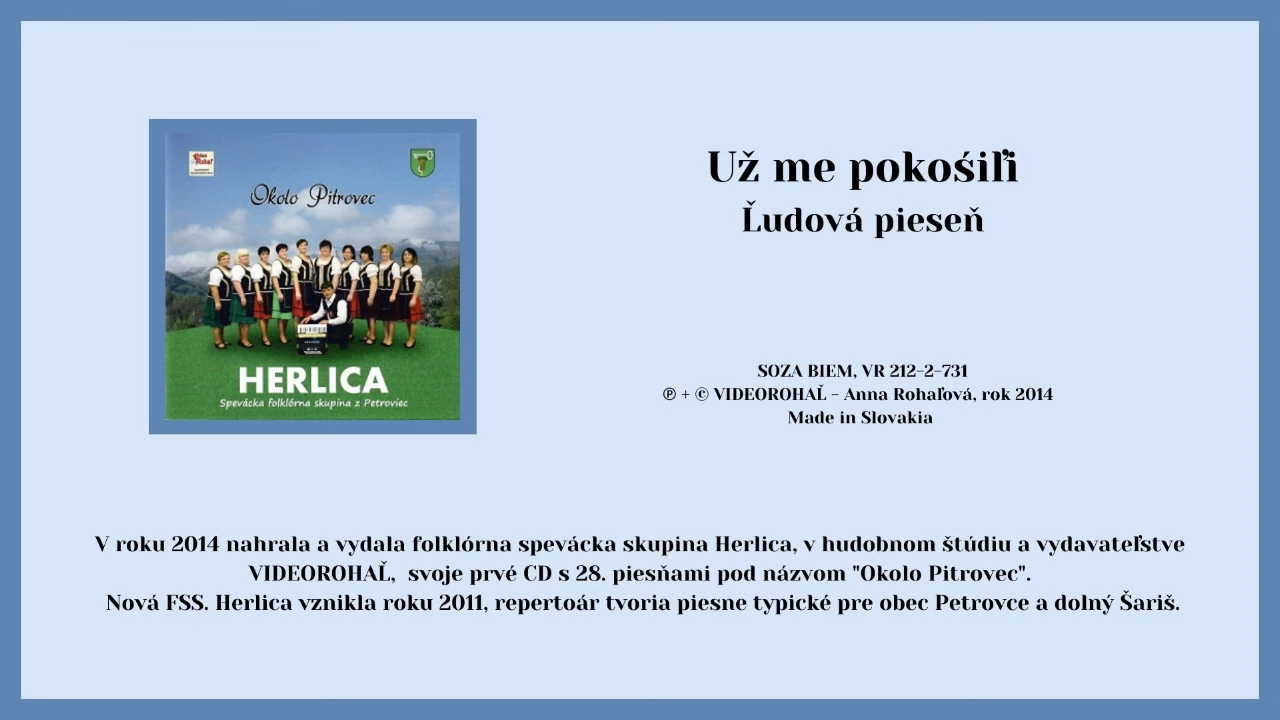 Okolo Pitrovec
HERLICA
Spevácka folklórna skupina z Petroviec
Už me pokośiľi
Ľudová pieseň
SOZA BIEM, VR 212-2-731
℗ + © VIDEOROHAĽ - Anna Rohaľová, rok 2014
Made in Slovakia
V roku 2014 nahrala a vydala folklórna spevácka skupina Herlica, v hudobnom štúdiu a vydavateľstve
VIDEOROHAĽ, svoje prvé CD s 28. piesňami pod názvom "Okolo Pitrovec".
Nová FSS. Herlica vznikla roku 2011, repertoár tvoria piesne typické pre obec Petrovce a dolný Šariš.